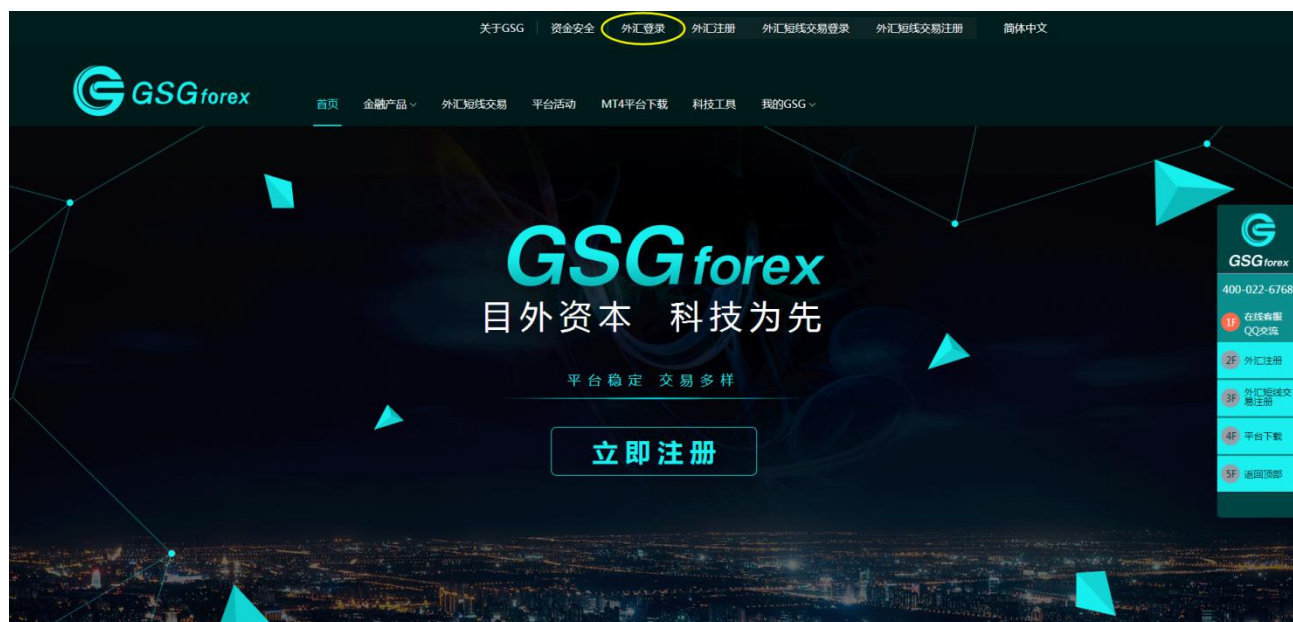 关于GSG 资金安全 外汇登录 外汇注册 外汇短线交易登录 外汇短线交易注册 简体中文
GSGforex
首页 金融产品 外汇短线交易 平台活动 MT4平台下载 科技工具 我的GSG
GSG forex
目外资本 科技为先
平台稳定 交易多样
立即注册
GSGforex
400-022-6768
1F 在线客服
QQ交流
2F 外汇注册
3F 外汇短线交
易注册
4F 平台下载
5F 返回顶部